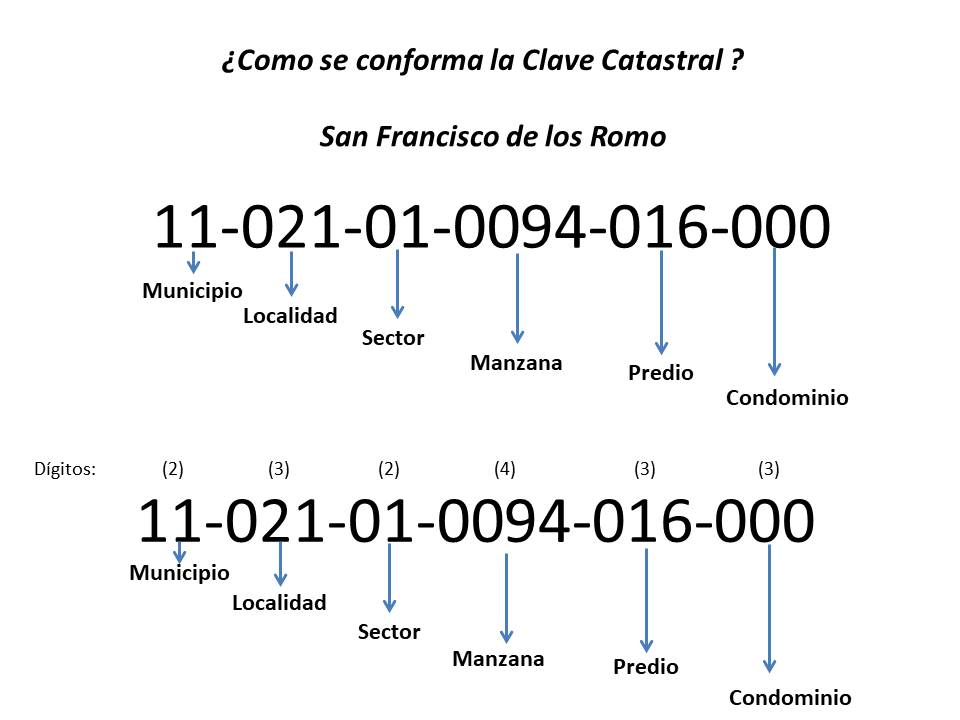 ¿Como se conforma la Clave Catastral ?
San Francisco de los Romo
11-021-01-0094-016-000
Municipio
Localidad
Sector
Manzana
Predio
Condominio
Dígitos: (2) (3) (2) (4) (3) (3)
11-021-01-0094-016-000
Municipio
Localidad
Sector
Manzana
Predio
Condominio